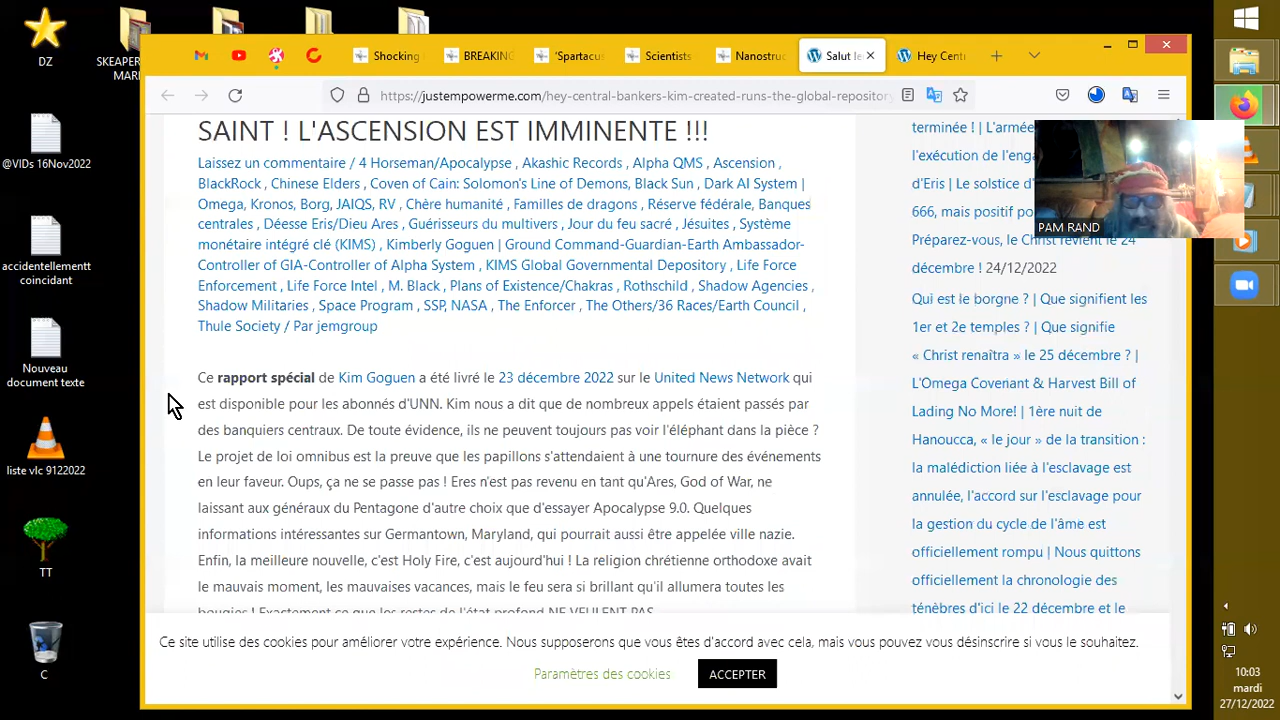 DZ
SKEAPER
MARI
@VIDs 16Nov2022
accidentellementt
coincidant
Nouveau
document texte
liste vlc 9122022
TT
C
Shocking
BREAKING
'Spartacus
Scientists
Nanostruc
Salut le
Hey Centr
https://justempowerme.com/hey-central-bankers-kim-created-runs-the-global-repository
SAINT ! L'ASCENSION EST IMMINENTE !!!
Laissez un commentaire / 4 Horseman/Apocalypse , Akashic Records , Alpha QMS , Ascension ,
BlackRock , Chinese Elders , Coven of Cain: Solomon's Line of Demons, Black Sun , Dark AI System |
Omega, Kronos, Borg, JAIQS, RV , Chère humanité , Familles de dragons , Réserve fédérale, Banques
centrales , Déesse Eris/Dieu Ares , Guérisseurs du multivers , Jour du feu sacré , Jésuites , Système
monétaire intégré clé (KIMS) , Kimberly Goguen | Ground Command-Guardian-Earth Ambassador-
Controller of GIA-Controller of Alpha System , KIMS Global Governmental Depository , Life Force
Enforcement , Life Force Intel , M. Black , Plans of Existence/Chakras , Rothschild , Shadow Agencies ,
Shadow Militaries , Space Program , SSP, NASA , The Enforcer , The Others/36 Races/Earth Council ,
Thule Society / Par jemgroup
Ce rapport spécial de Kim Goguen a été livré le 23 décembre 2022 sur le United News Network qui
est disponible pour les abonnés d'UNN. Kim nous a dit que de nombreux appels étaient passés par
des banquiers centraux. De toute évidence, ils ne peuvent toujours pas voir l'éléphant dans la pièce ?
Le projet de loi omnibus est la preuve que les papillons s'attendaient à une tournure des événements
en leur faveur. Oups, ça ne se passe pas ! Eres n'est pas revenu en tant qu'Ares, God of War, ne
laissant aux généraux du Pentagone d'autre choix que d'essayer Apocalypse 9.0. Quelques
informations intéressantes sur Germantown, Maryland, qui pourrait aussi être appelée ville nazie.
Enfin, la meilleure nouvelle, c'est Holy Fire, c'est aujourd'hui ! La religion chrétienne orthodoxe avait
le mauvais moment, les mauvaises vacances, mais le feu sera si brillant qu'il allumera toutes les
bougies ! Exactement ce que les restes de l'état profond NE VEULENT PAS
terminée ! | L'armée
l'exécution de l'enga
d'Eris | Le solstice d
666, mais positif po
Préparez-vous, le Christ revient le 24
décembre ! 24/12/2022
Qui est le borgne ? | Que signifient les
1er et 2e temples ? | Que signifie
« Christ renaîtra » le 25 décembre ? |
L'Omega Covenant & Harvest Bill of
Lading No More! | 1ère nuit de
Hanoucca, « le jour » de la transition :
la malédiction liée à l'esclavage est
annulée, l'accord sur l'esclavage pour
la gestion du cycle de l'âme est
officiellement rompu | Nous quittons
officiellement la chronologie des
ténèbres d'ici le 22 décembre et le
PAM RAND
Ce site utilise des cookies pour améliorer votre expérience. Nous supposerons que vous êtes d'accord avec cela, mais vous pouvez vous désinscrire si vous le souhaitez.
Paramètres des cookies
ACCEPTER
10:03
mardi
27/12/2022